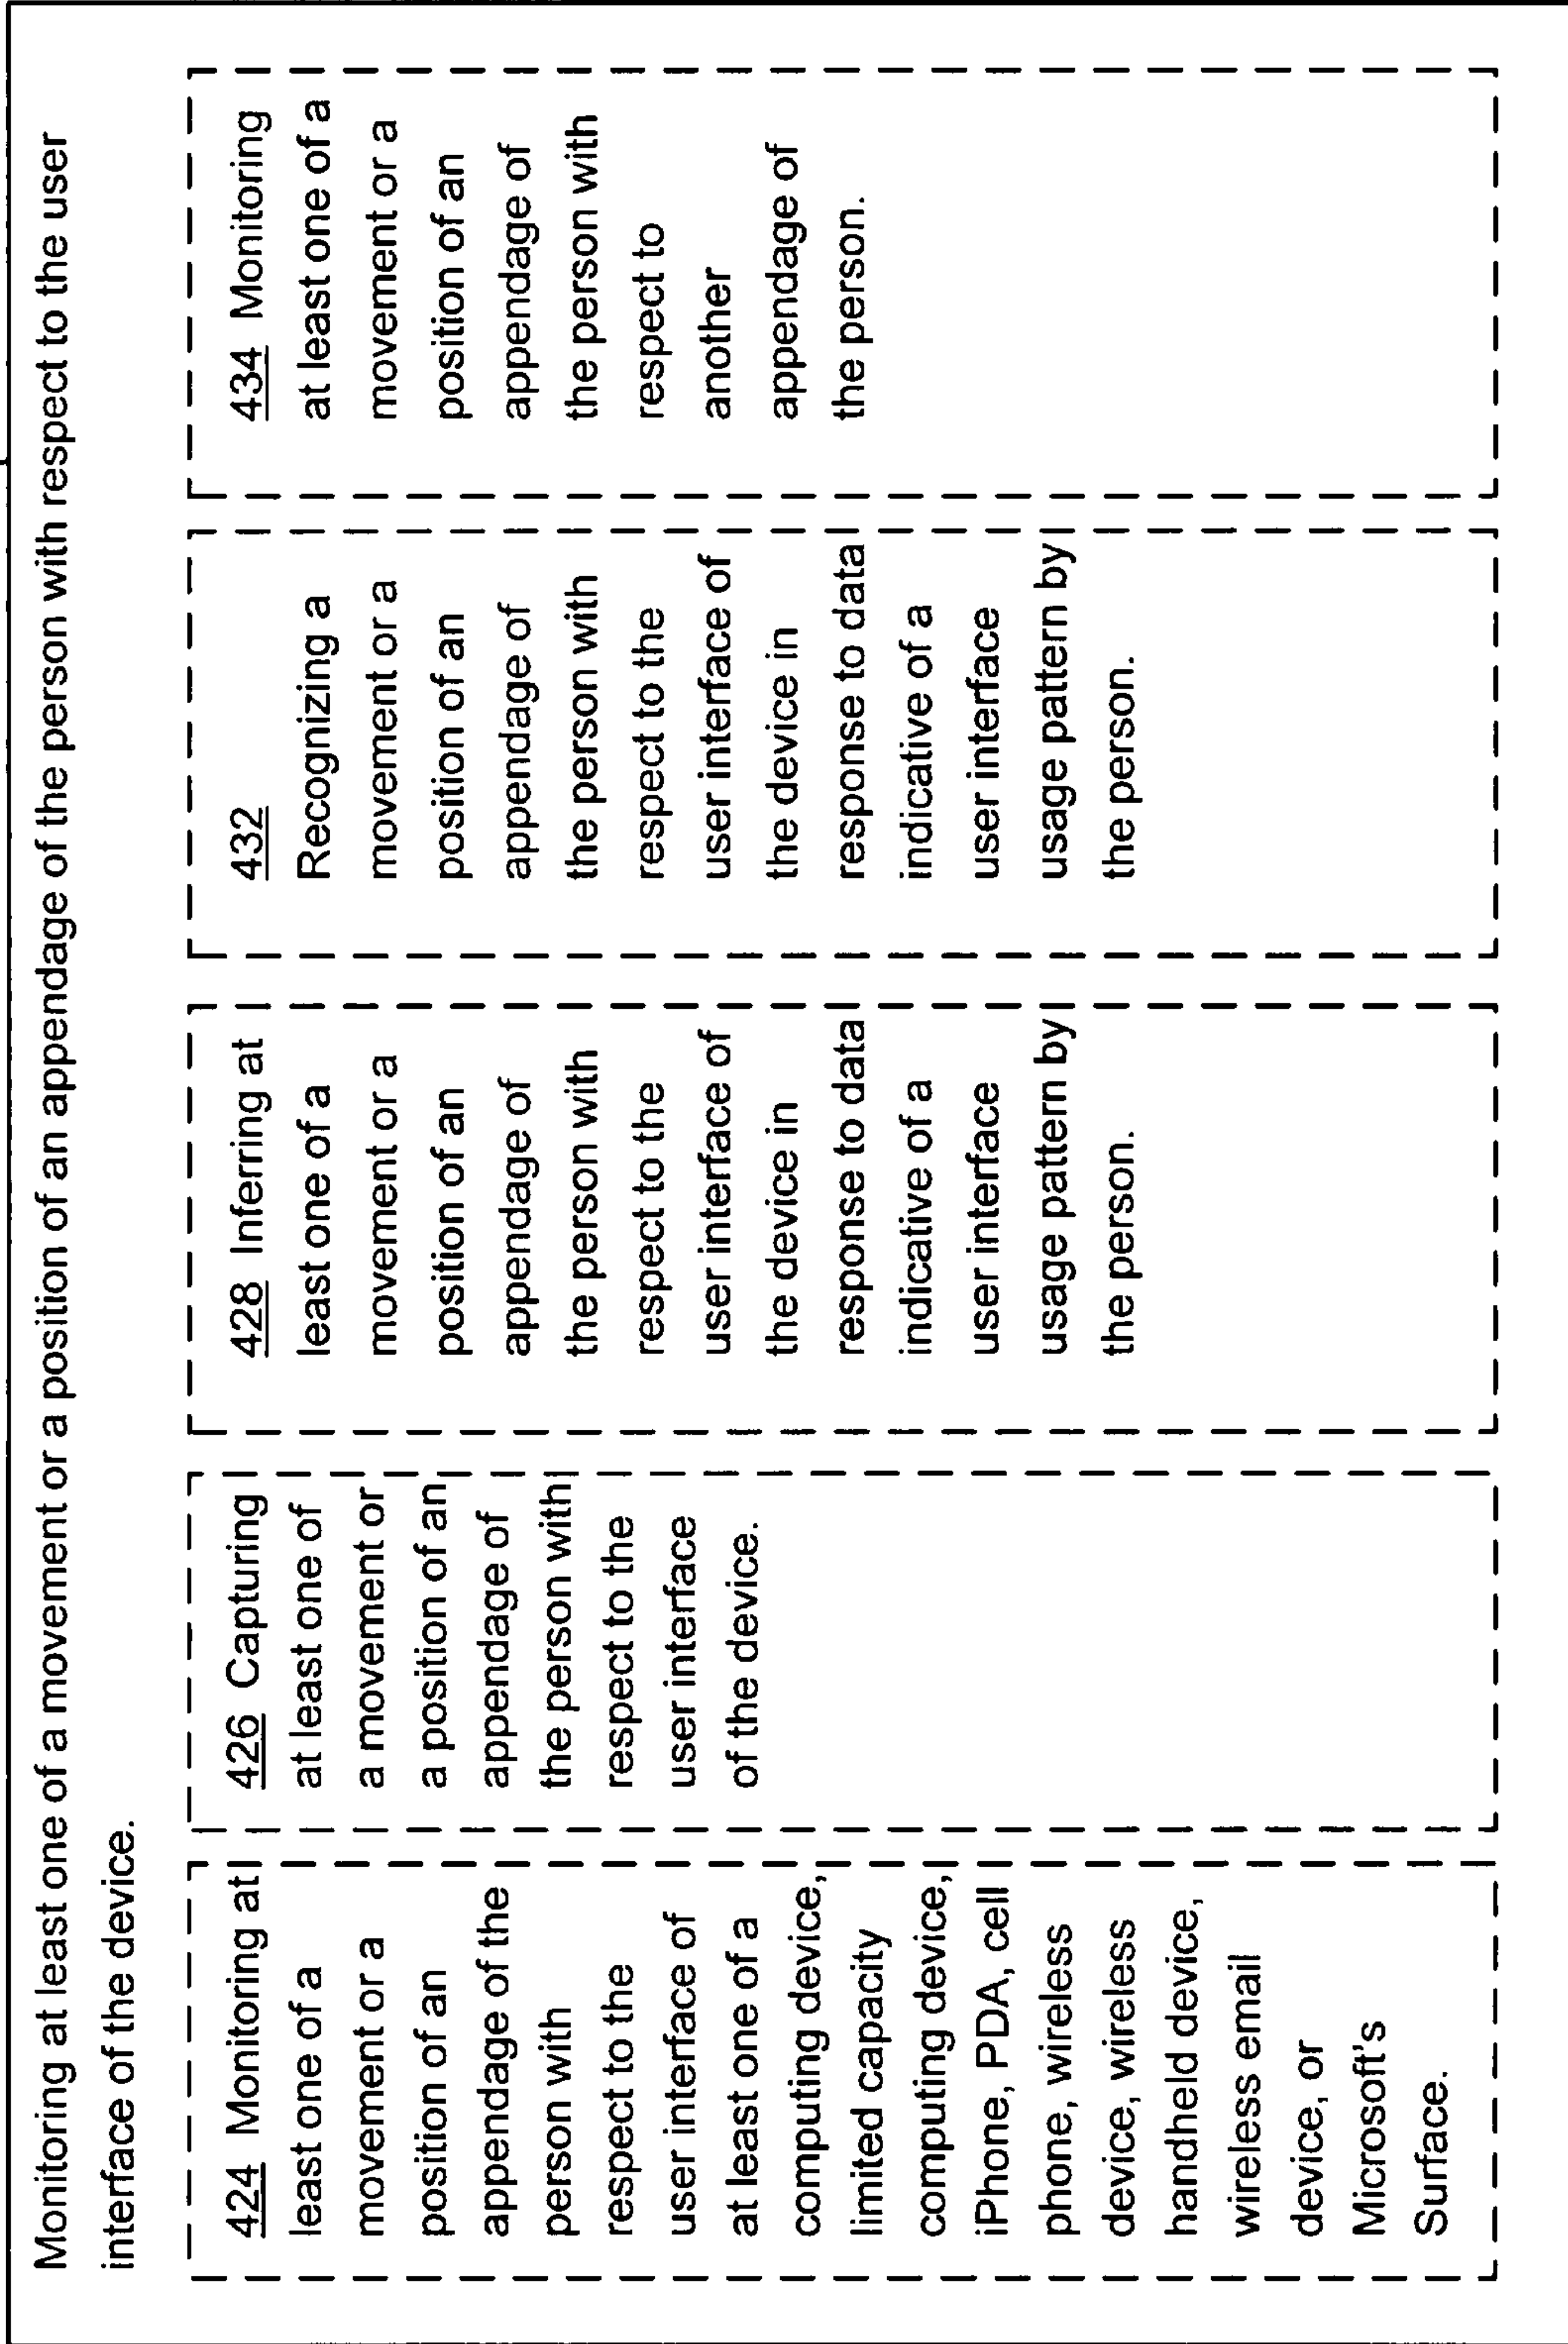 Monitoring at least one of a movement or a position of an appendage of the person with respect to the user
interface of the device.
424 Monitoring at
least one of a
movement or a
position of an
appendage of the
person with
respect to the
user interface of
at least one of a
computing device,
limited capacity
computing device,
iPhone, PDA, cell
phone, wireless
device, wireless
handheld device,
wireless email
device, or
Microsoft's
Surface.
426 Capturing
at least one of
a movement or
a position of an
appendage of
the person with
respect to the
user interface
of the device.
428 Inferring at
least one of a
movement or a
position of an
appendage of
the person with
respect to the
user interface of
the device in
response to data
indicative of a
user interface
usage pattern by
the person.
432
Recognizing a
movement or a
position of an
appendage of
the person with
respect to the
user interface of
the device in
response to data
indicative of a
user interface
usage pattern by
the person.
434 Monitoring
at least one of a
movement or a
position of an
appendage of
the person with
respect to
another
appendage of
the person.